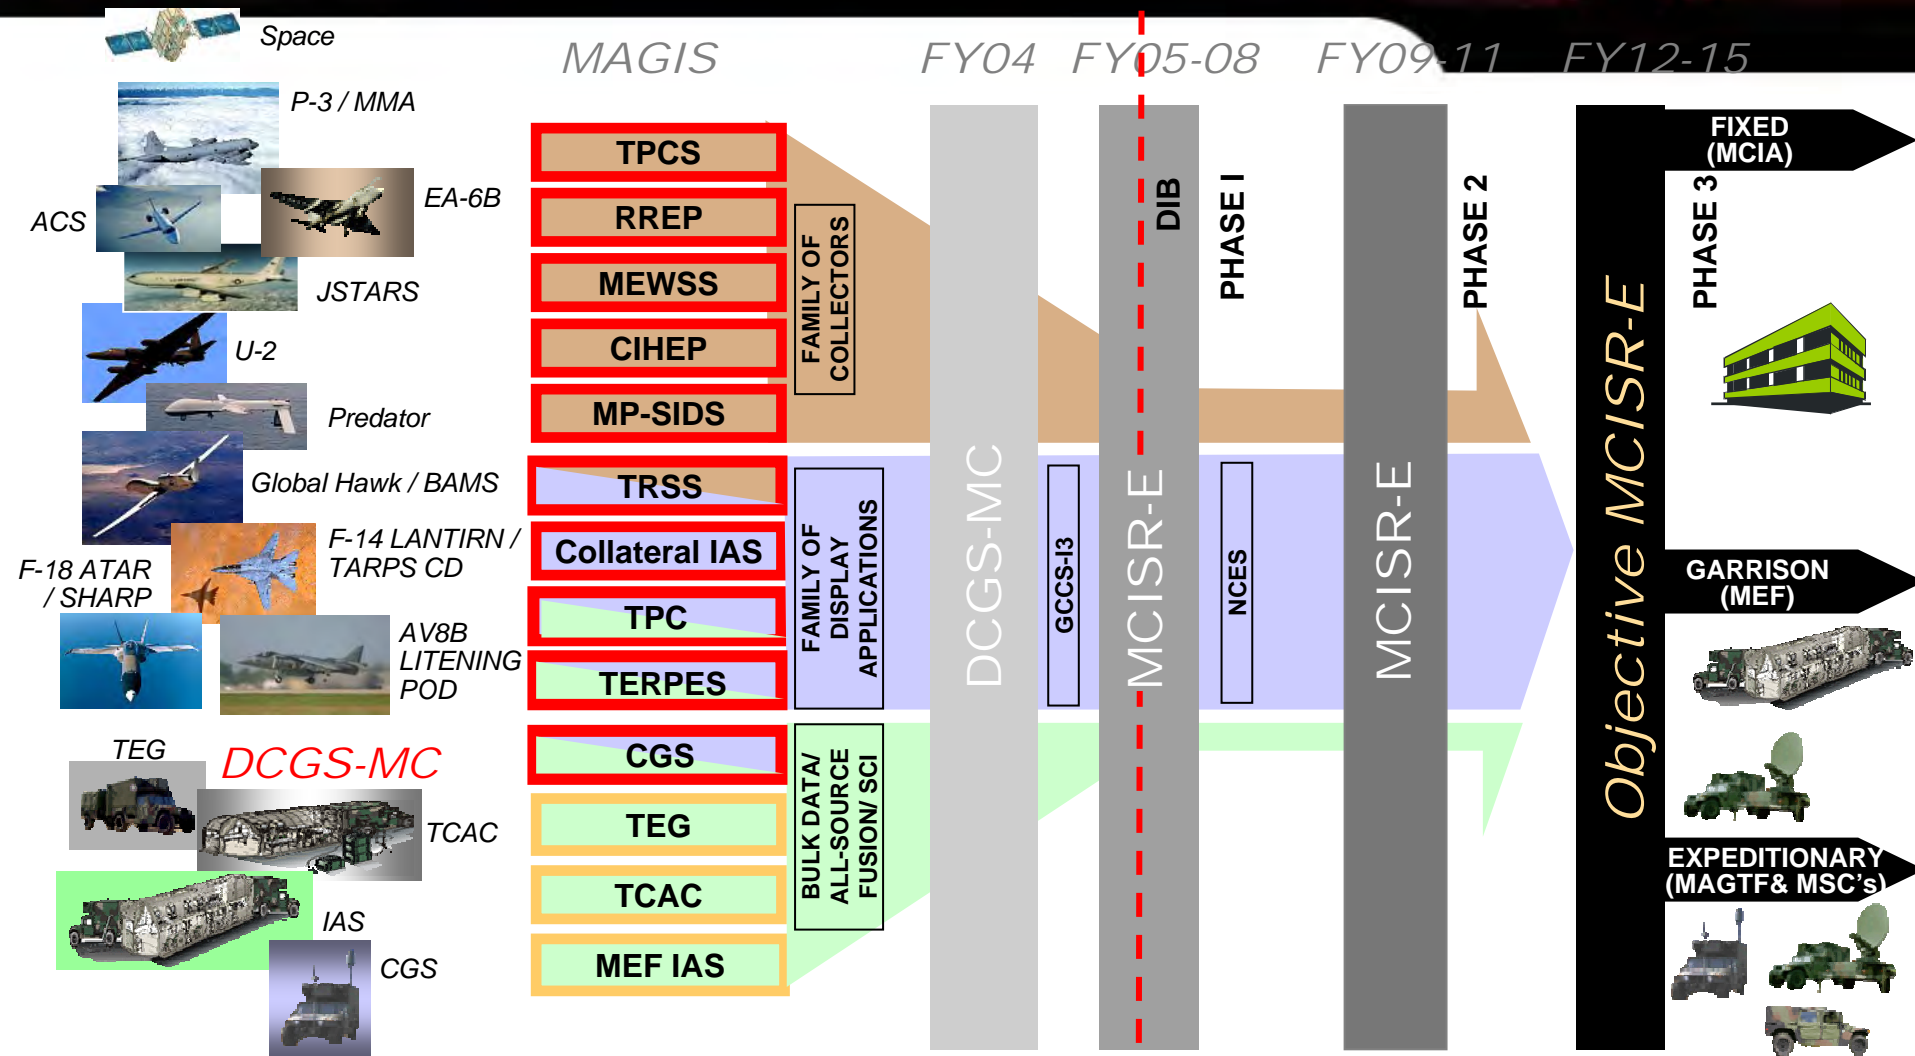 Space
MAGIS
FY04
FY05-08
FY09-11
FY12-15
P-3 / MMA
EA-6B
ACS
JSTARS
U-2
Predator
Global Hawk / BAMS
F-14 LANTIRN /
TARPS CD
F-18 ATAR
/ SHARP
AV8B
LITENING
POD
TEG
DCGS-MC
TCAC
IAS
CGS
TPCS
RREP
MEWSS
CIHEP
MP-SIDS
TRSS
Collateral IAS
TPC
TERPES
CGS
TEG
TCAC
MEF IAS
FAMILY OF
COLLECTORS
FAMILY OF
DISPLAY
APPLICATIONS
BULK DATA/
ALL-SOURCE
FUSION/ SCI
DCGS-MC
GCCS-I3
DIB
MCISR-E
PHASE I
NCES
MCISR-E
PHASE 2
Objective MCISR-E
PHASE 3
FIXED
(MCIA)
GARRISON
(MEF)
EXPEDITIONARY
(MAGTF& MSC's)